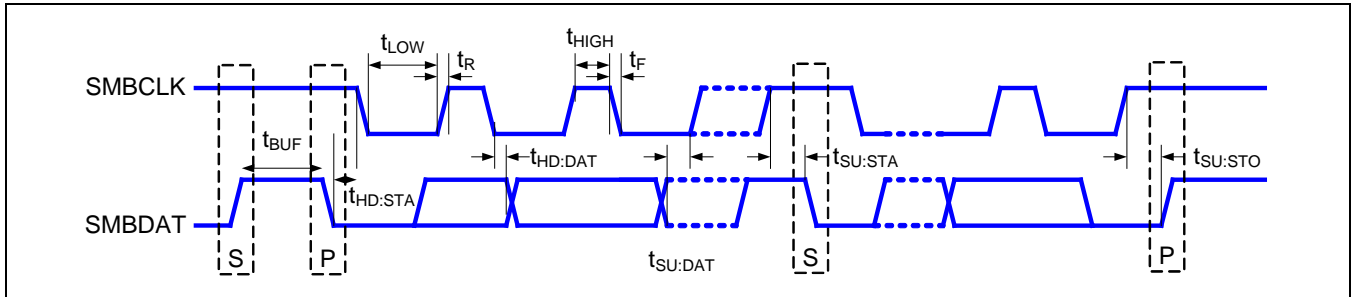 tLOW
tR
tHIGH
tF
SMBCLK
tBUF
tHD:STA
tHD:DAT
tSU:STA
tSU:STO
SMBDAT
S
P
tSU:DAT
S
P